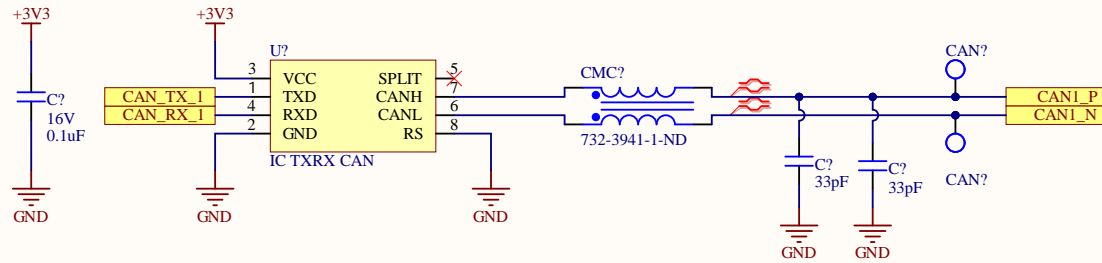 +3V3
+3V3
C?
16V
0.1uF
GND
CAN_TX_1
CAN_RX_1
GND
U?
3 VCC SPLIT 5
1 TXD CANH 7
4 RXD CANL 6
2 GND RS 8
IC TXRX CAN
GND
CMC?
732-3941-1-ND
C?
33pF
GND
C?
33pF
GND
CAN?
CAN?
CAN1_P
CAN1_N